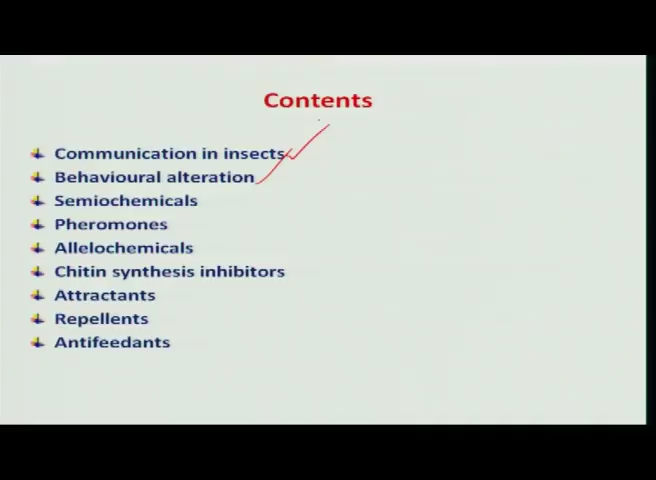 Contents
Communication in insects
Behavioural alteration
Semiochemicals
Pheromones
Allelochemicals
Chitin synthesis inhibitors
Attractants
Repellents
Antifeedants